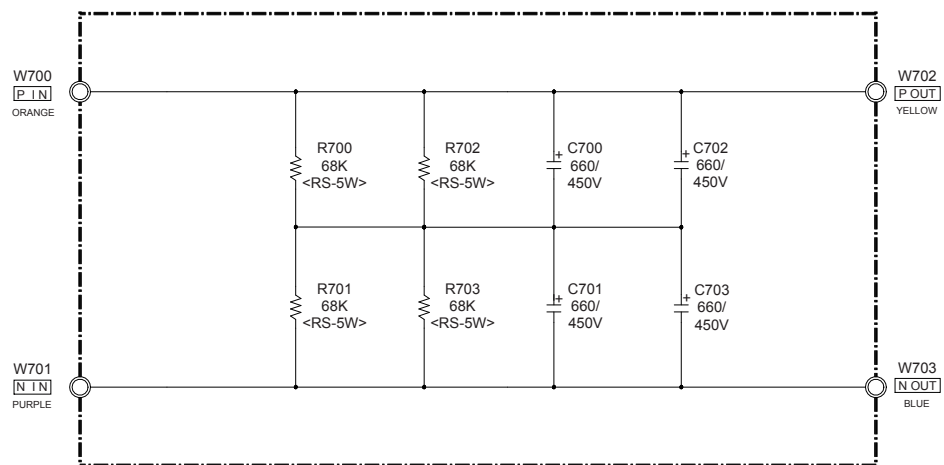 W700
P IN
ORANGE
W702
P OUT
YELLOW
R700
68K
<RS-5W>
R702
68K
<RS-5W>
+ C700
660/
450V
+ C702
660/
450V
R701
68K
<RS-5W>
R703
68K
<RS-5W>
+ C701
660/
450V
+ C703
660/
450V
W701
N IN
PURPLE
W703
N OUT
BLUE